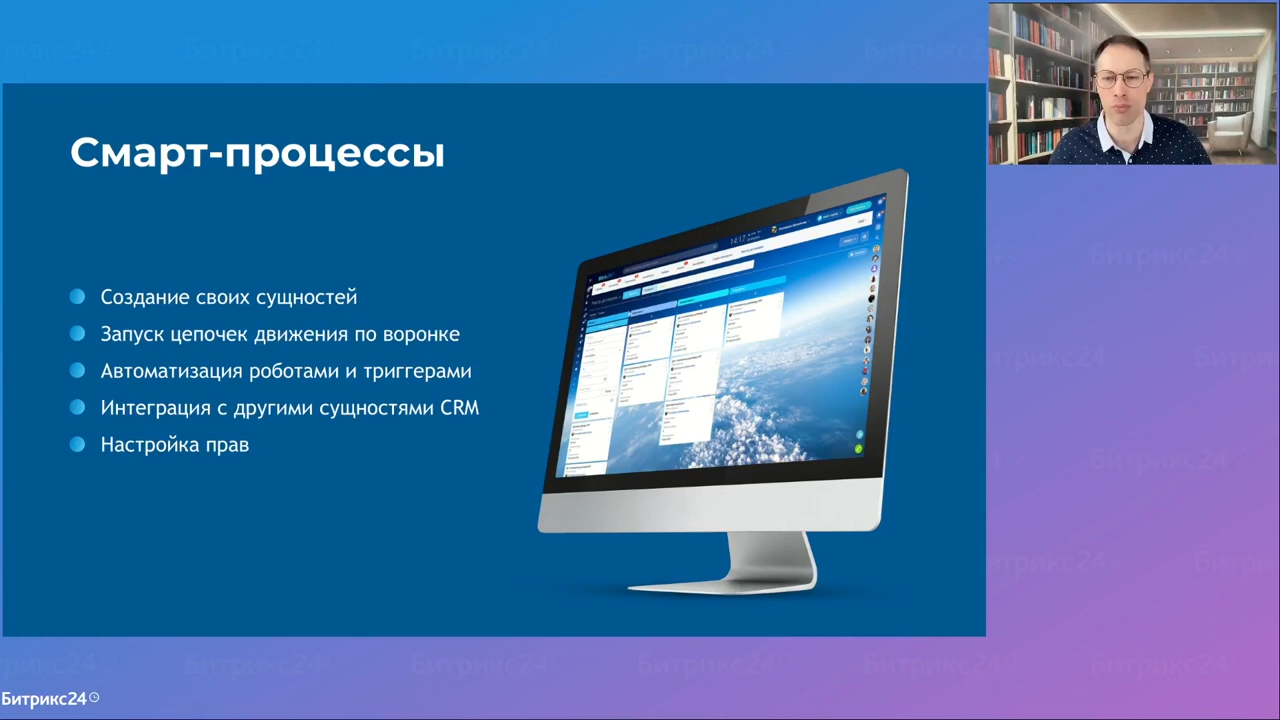 Смарт-процессы
Создание своих сущностей
Запуск цепочек движения по воронке
Автоматизация роботами и триггерами
Интеграция с другими сущностями CRM
Настройка прав
Битрикс24